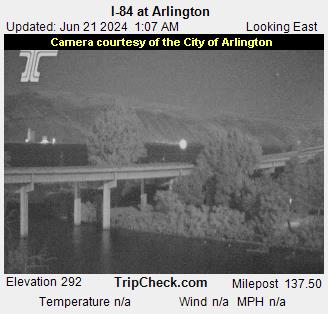 I-84 at Arlington
Updated: Jun 21 2024 1:07 AM Looking East
Camera courtesy of the City of Arlington
Elevation 292 TripCheck.com Milepost 137.50
Temperature n/a Wind n/a MPH n/a